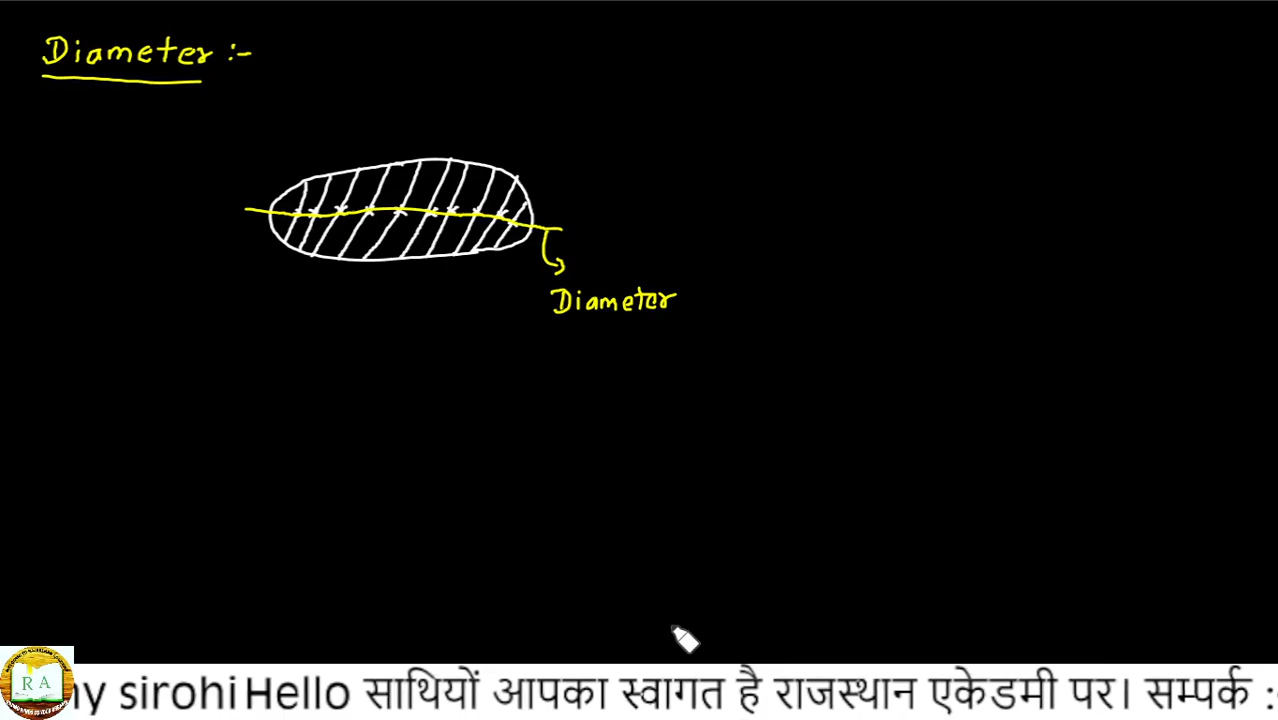 Diameter :-
Diameter
R A
ny sirohi Hello साथियों आपका स्वागत है राजस्थान एकेडमी पर। सम्पर्क :